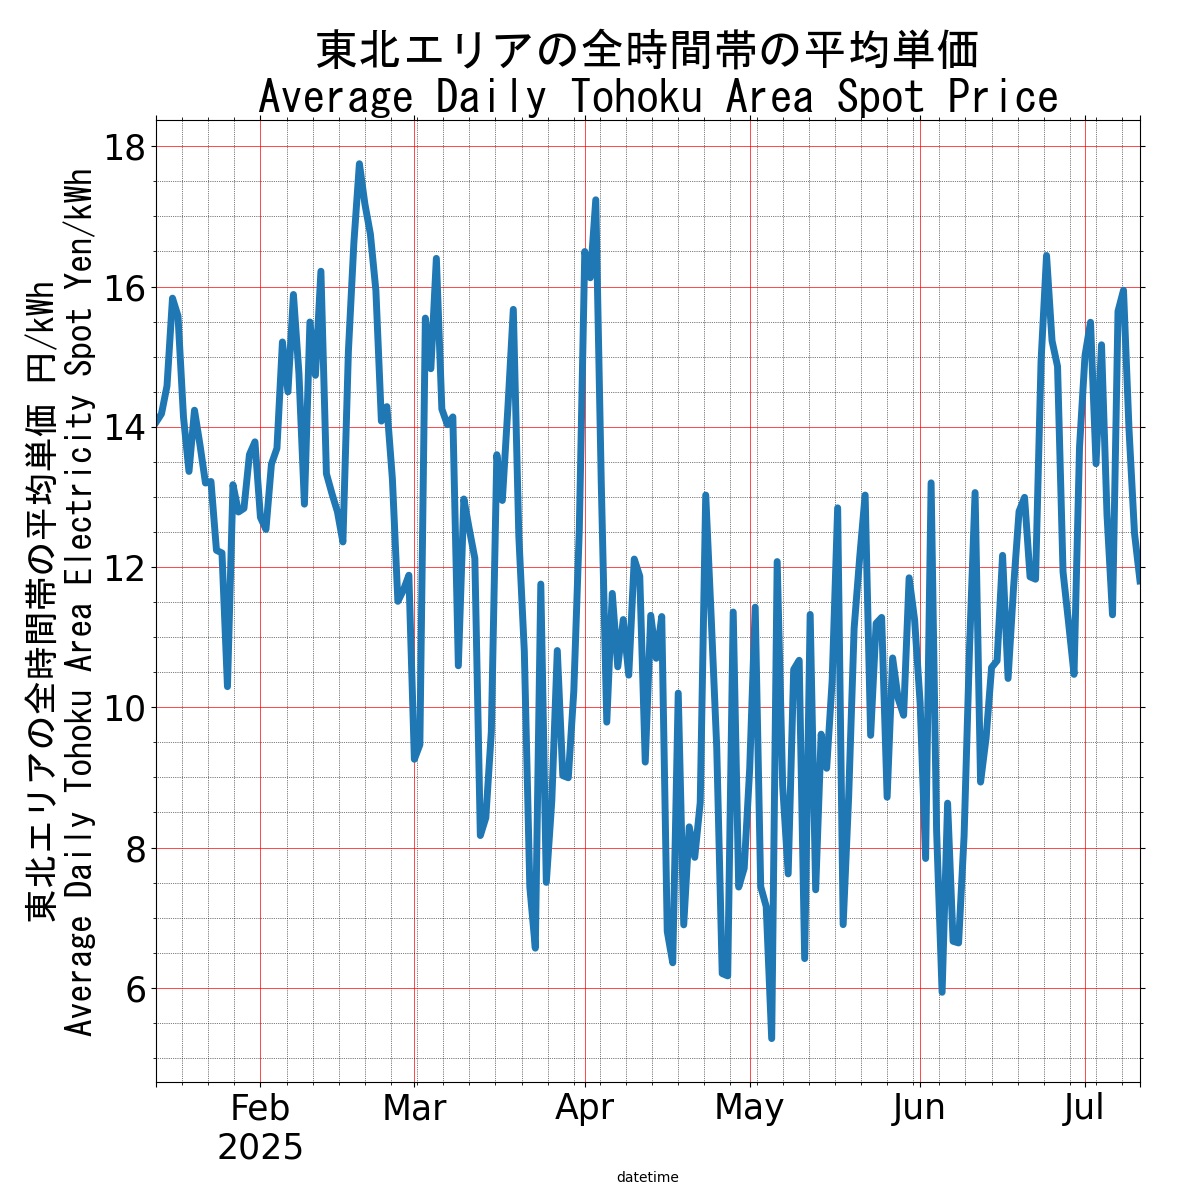 東北エリアの全時間帯の平均単価
Average Daily Tohoku Area Spot Price
東北エリアの全時間帯の平均単価 円/kWh
Average Daily Tohoku Area Electricity Spot Yen/kWh
18
16
14
12
10
8
6
Feb
2025
Mar
Apr
May
Jun
Jul
datetime